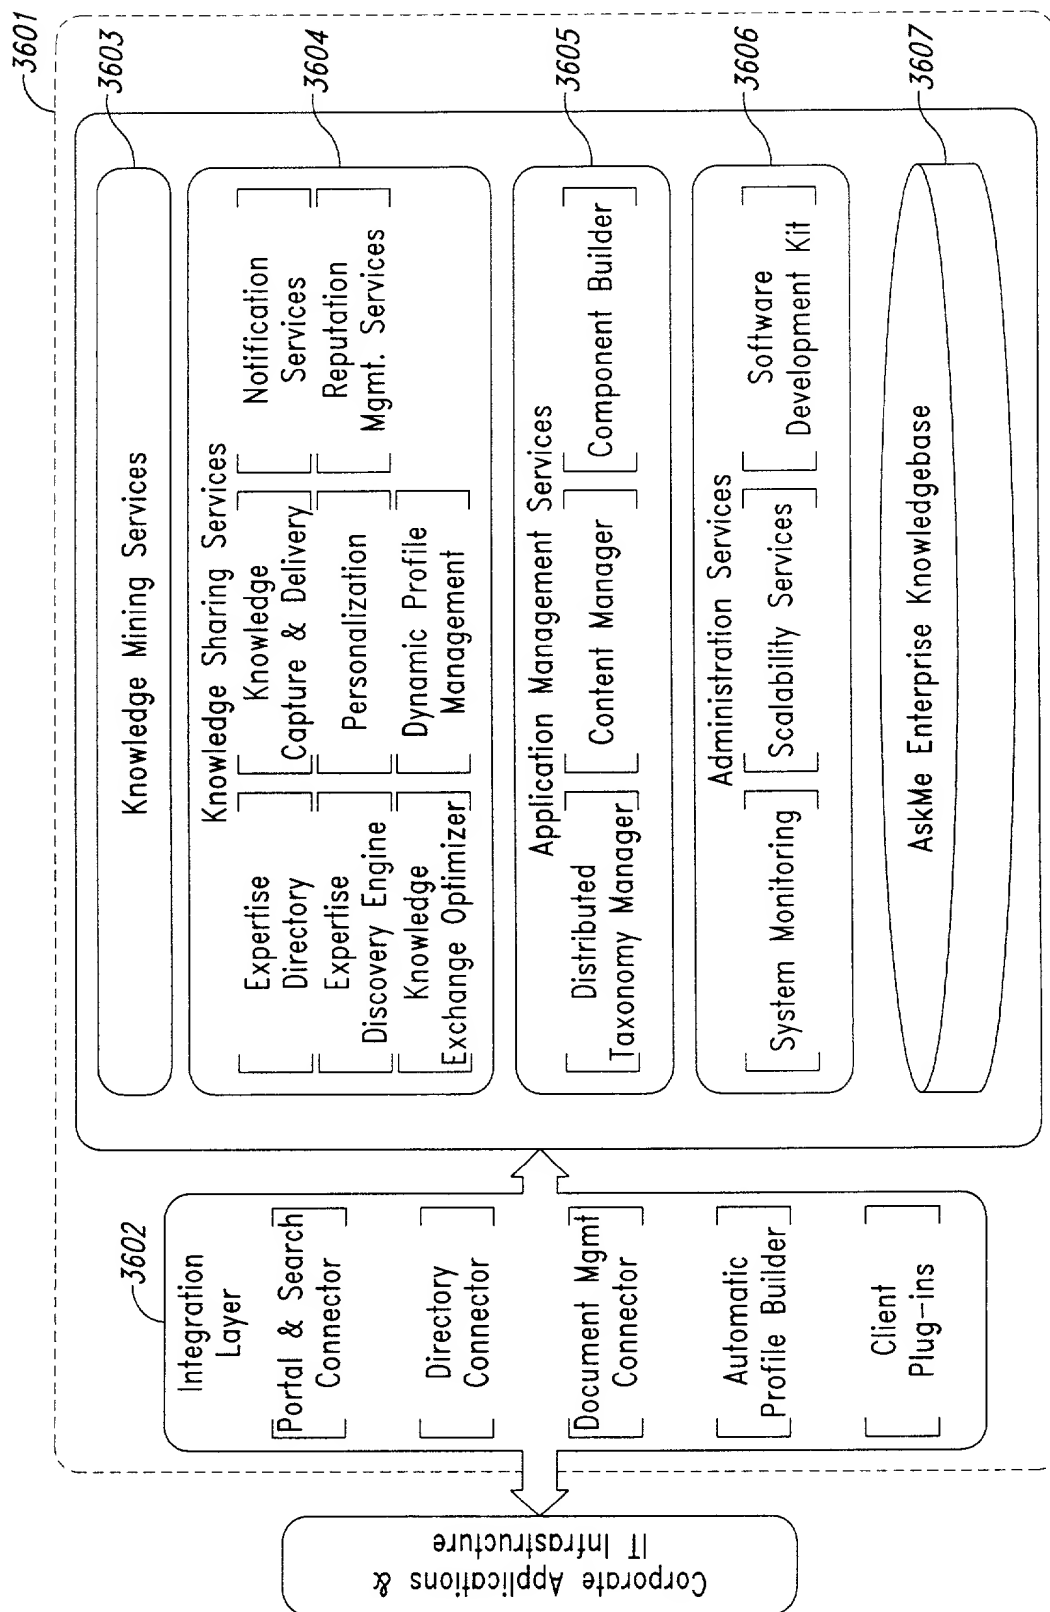 3601
3602
Integration
Layer
Portal & Search
Connector
Directory
Connector
Document Mgmt
Connector
Automatic
Profile Builder
Client
Plug-ins
Corporate Applications &
IT Infrastructure
3603
Knowledge Mining Services
3604
Knowledge Sharing Services
Expertise
Directory
Knowledge
Capture & Delivery
Notification
Services
Expertise
Discovery Engine
Personalization
Reputation
Mgmt. Services
Knowledge
Exchange Optimizer
Dynamic Profile
Management
3605
Application Management Services
Distributed
Taxonomy Manager
Content Manager
Component Builder
3606
Administration Services
System Monitoring
Scalability Services
Software
Development Kit
3607
AskMe Enterprise Knowledgebase